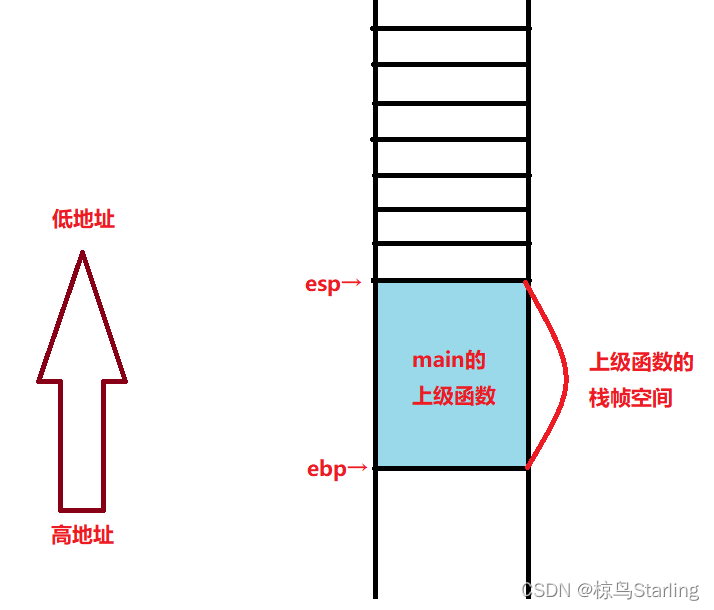 低地址
esp→
main的
上级函数
上级函数的
栈帧空间
ebp→
高地址
CSDN @椋鸟Starling